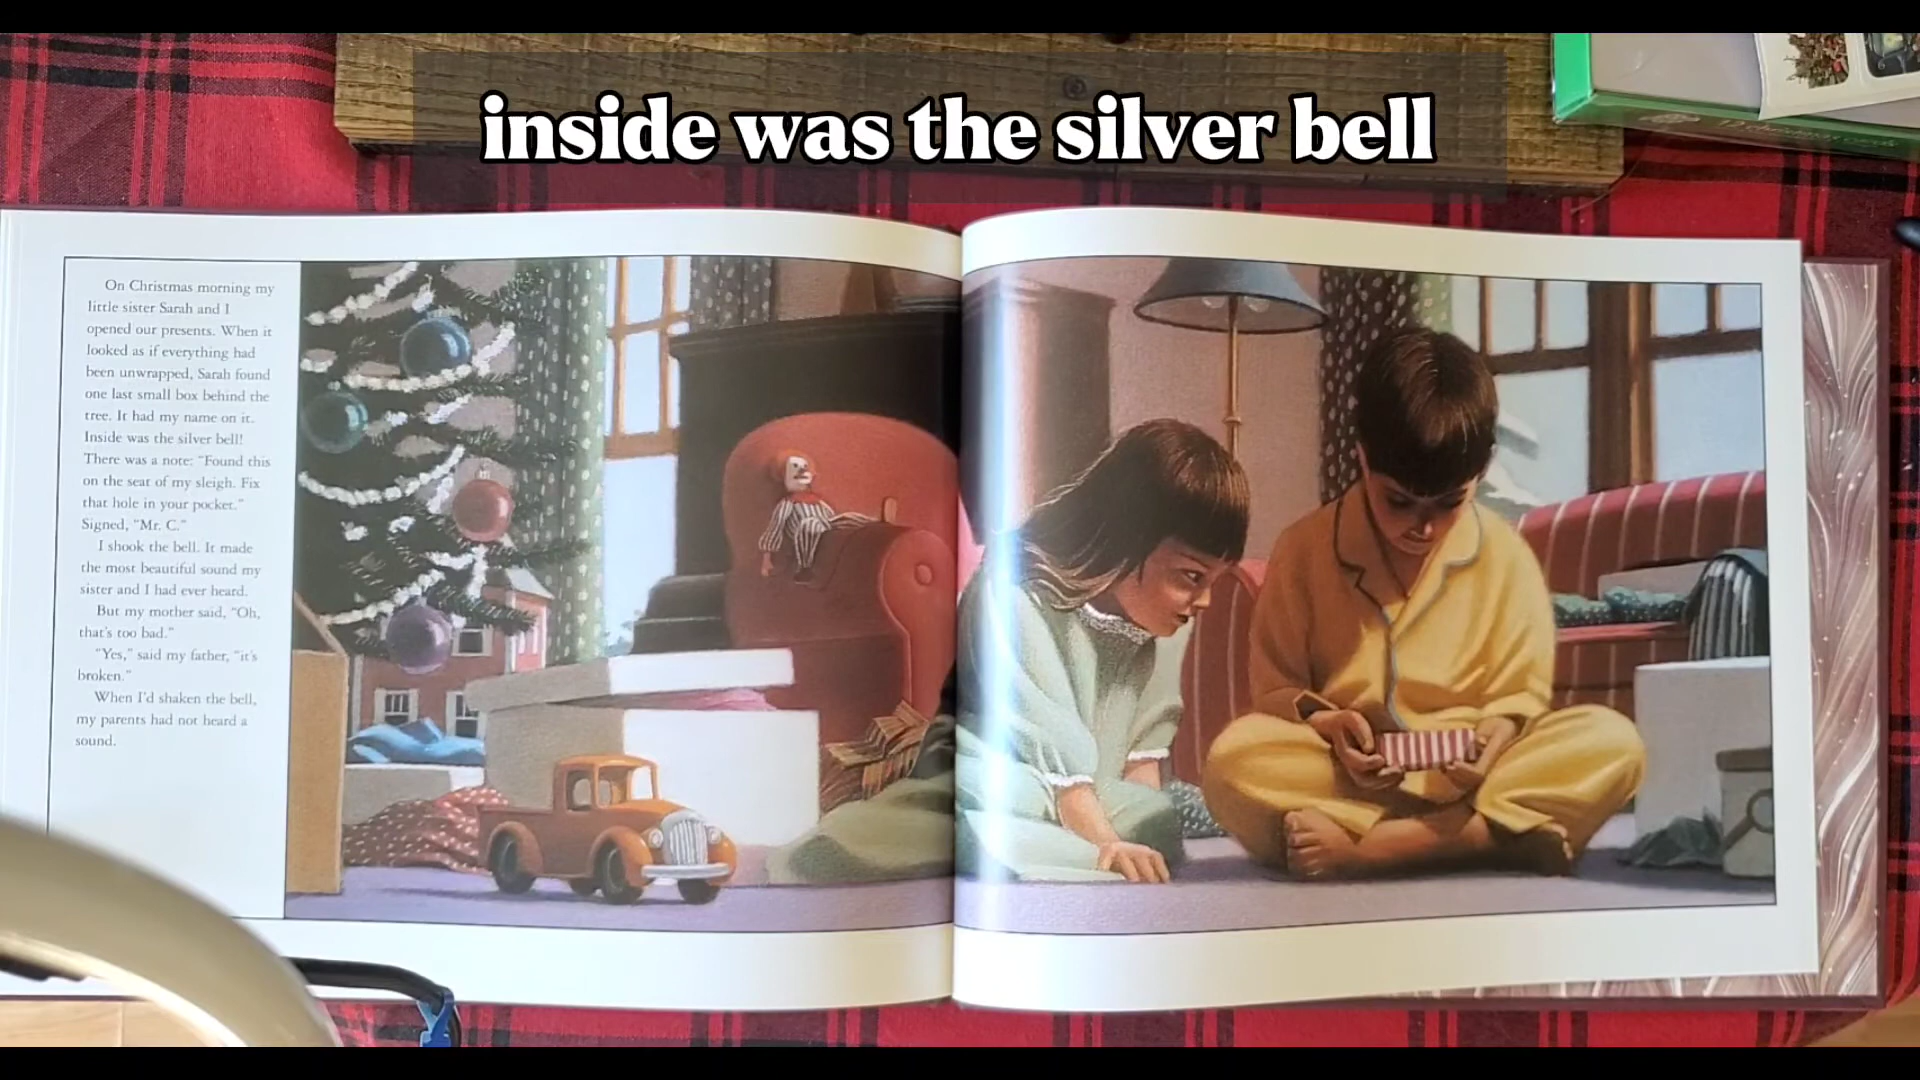 inside was the silver bell
On Christmas morning my
little sister Sarah and I
opened our presents. When it
looked as if everything had
been unwrapped, Sarah found
one last small box behind the
tree. It had my name on it.
Inside was the silver bell!
There was a note: "Found this
on the seat of my sleigh. Fix
that hole in your pocket."
Signed, "Mr. C."
I shook the bell. It made
the most beautiful sound my
sister and I had ever heard.
But my mother said, "Oh,
that's too bad."
"Yes," said my father, "it's
broken."
When I'd shaken the bell,
my parents had not heard a
sound.